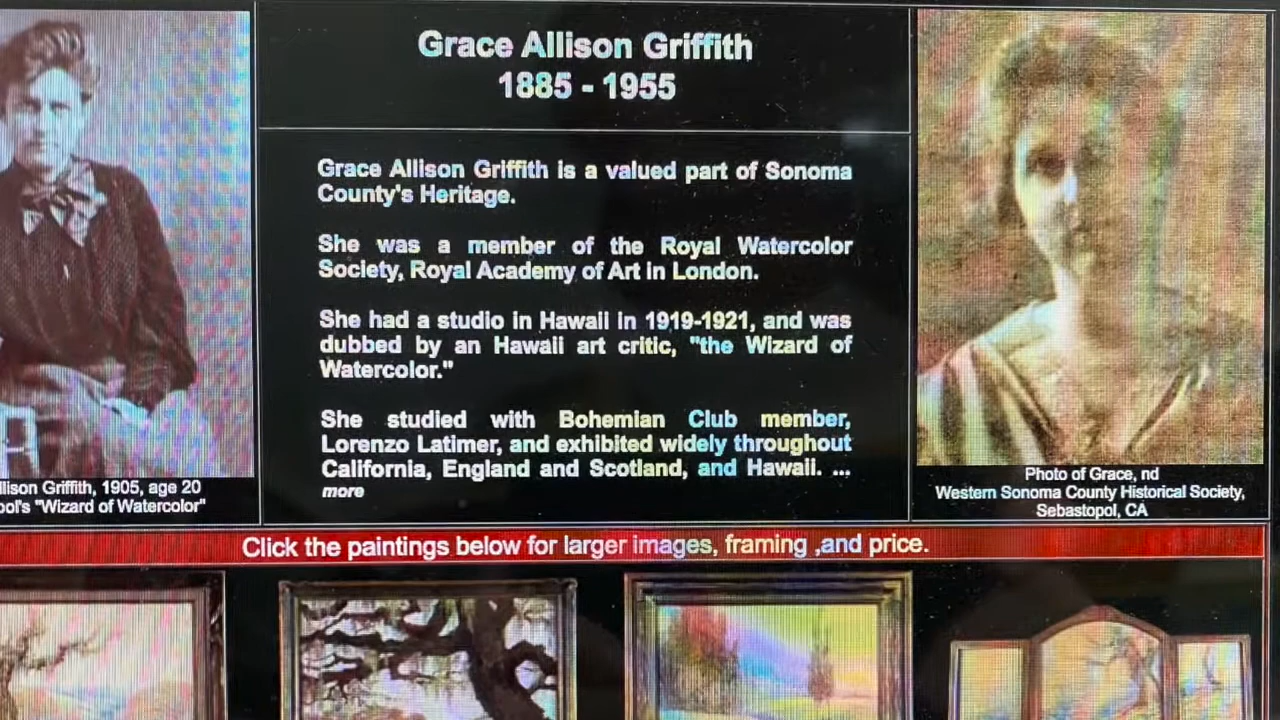 Grace Allison Griffith
1885 - 1955
Grace Allison Griffith is a valued part of Sonoma
County's Heritage.
She was a member of the Royal Watercolor
Society, Royal Academy of Art in London.
She had a studio in Hawaii in 1919-1921, and was
dubbed by an Hawaii art critic, "the Wizard of
Watercolor."
She studied with Bohemian Club member,
Lorenzo Latimer, and exhibited widely throughout
California, England and Scotland, and Hawaii. ...
more
llison Griffith, 1905, age 20
ool's "Wizard of Watercolor"
Photo of Grace, nd
Western Sonoma County Historical Society,
Sebastopol, CA
Click the paintings below for larger images, framing ,and price.